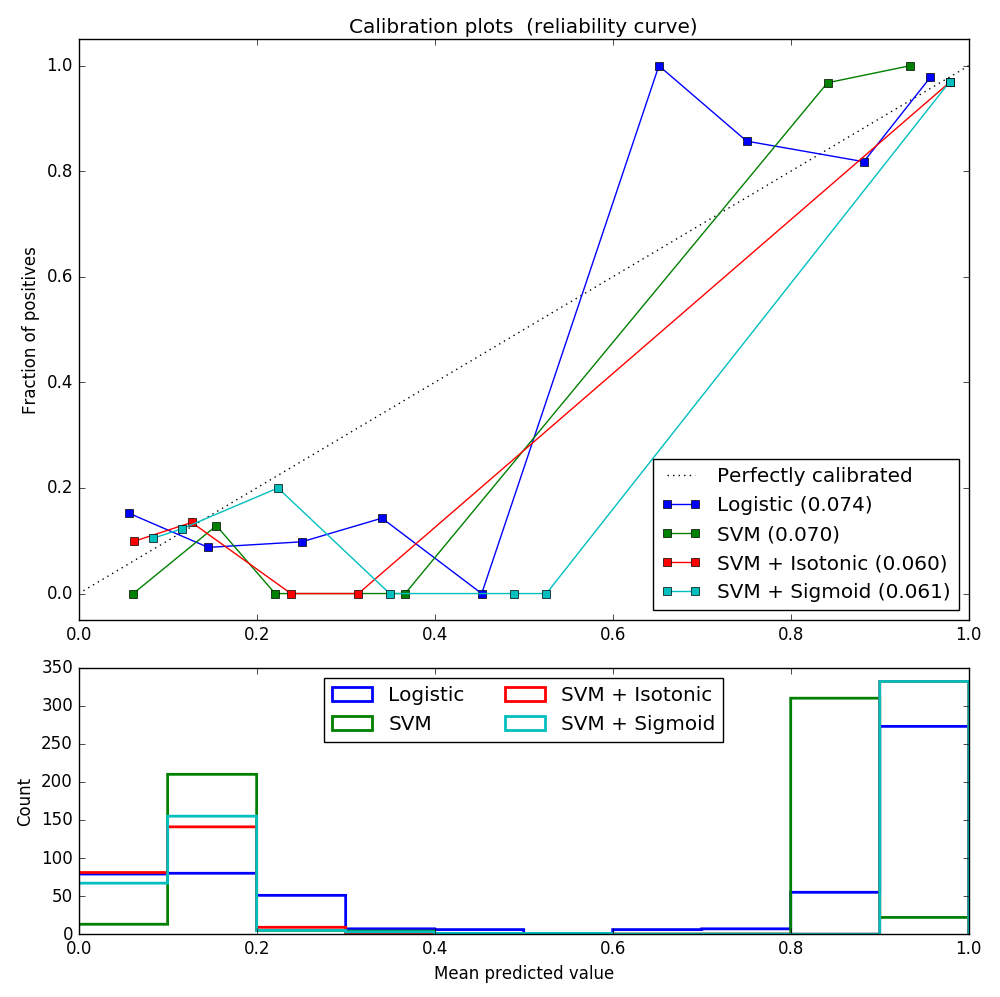 Calibration plots  (reliability curve)
Fraction of positives
1.0
0.8
0.6
0.4
0.2
0.0
0.0 0.2 0.4 0.6 0.8 1.0
Perfectly calibrated
Logistic (0.074)
SVM (0.070)
SVM + Isotonic (0.060)
SVM + Sigmoid (0.061)
Count
350
300
250
200
150
100
50
0
Logistic SVM + Isotonic
SVM SVM + Sigmoid
0.0 0.2 0.4 0.6 0.8 1.0
Mean predicted value